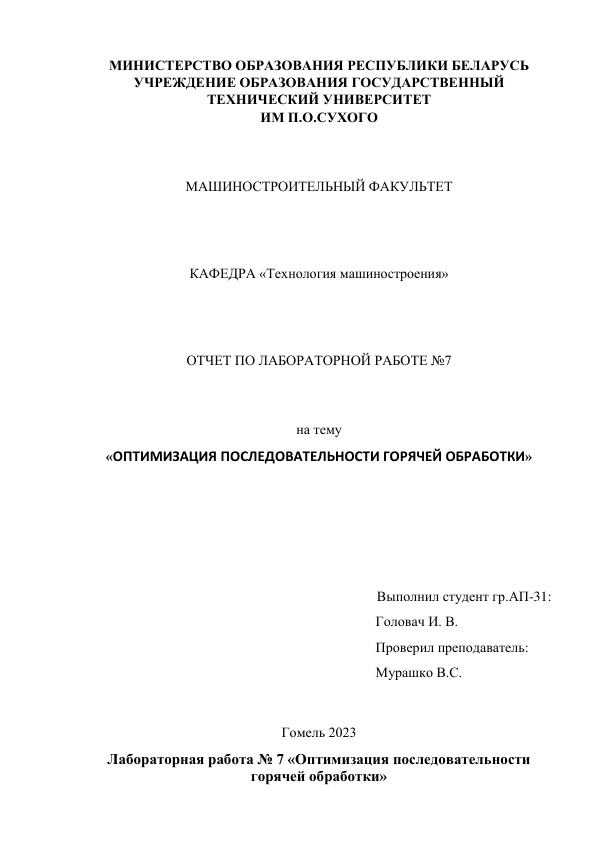 МИНИСТЕРСТВО ОБРАЗОВАНИЯ РЕСПУБЛИКИ БЕЛАРУСЬ
УЧРЕЖДЕНИЕ ОБРАЗОВАНИЯ ГОСУДАРСТВЕННЫЙ
ТЕХНИЧЕСКИЙ УНИВЕРСИТЕТ
ИМ П.О.СУХОГО
МАШИНОСТРОИТЕЛЬНЫЙ ФАКУЛЬТЕТ
КАФЕДРА «Технология машиностроения»
ОТЧЕТ ПО ЛАБОРАТОРНОЙ РАБОТЕ №7
на тему
«ОПТИМИЗАЦИЯ ПОСЛЕДОВАТЕЛЬНОСТИ ГОРЯЧЕЙ ОБРАБОТКИ»
Выполнил студент гр.АП-31:
Головач И. В.
Проверил преподаватель:
Мурашко В.С.
Гомель 2023
Лабораторная работа № 7 «Оптимизация последовательности
горячей обработки»